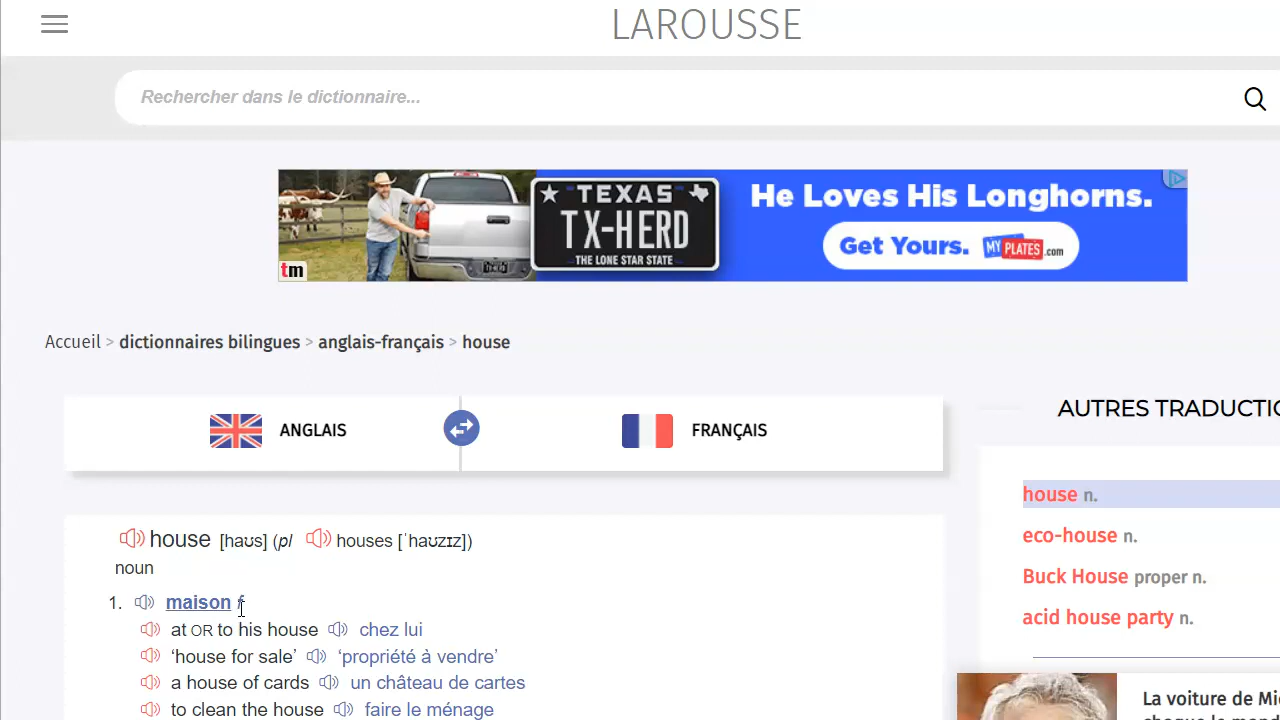 LAROUSSE
Rechercher dans le dictionnaire...
TEXAS
TX-HERD
THE LONE STAR STATE
He Loves His Longhorns.
Get Yours. MY PLATES.com
tm
Accueil > dictionnaires bilingues > anglais-français > house
ANGLAIS
FRANÇAIS
AUTRES TRADUCTIO
house n.
eco-house n.
Buck House proper n.
acid house party n.
house [haʊs] (pl houses [ˈhaʊzɪz])
noun
1. maison f
at OR to his house chez lui
‘house for sale’ ‘propriété à vendre’
a house of cards un château de cartes
to clean the house faire le ménage
La voiture de Mi